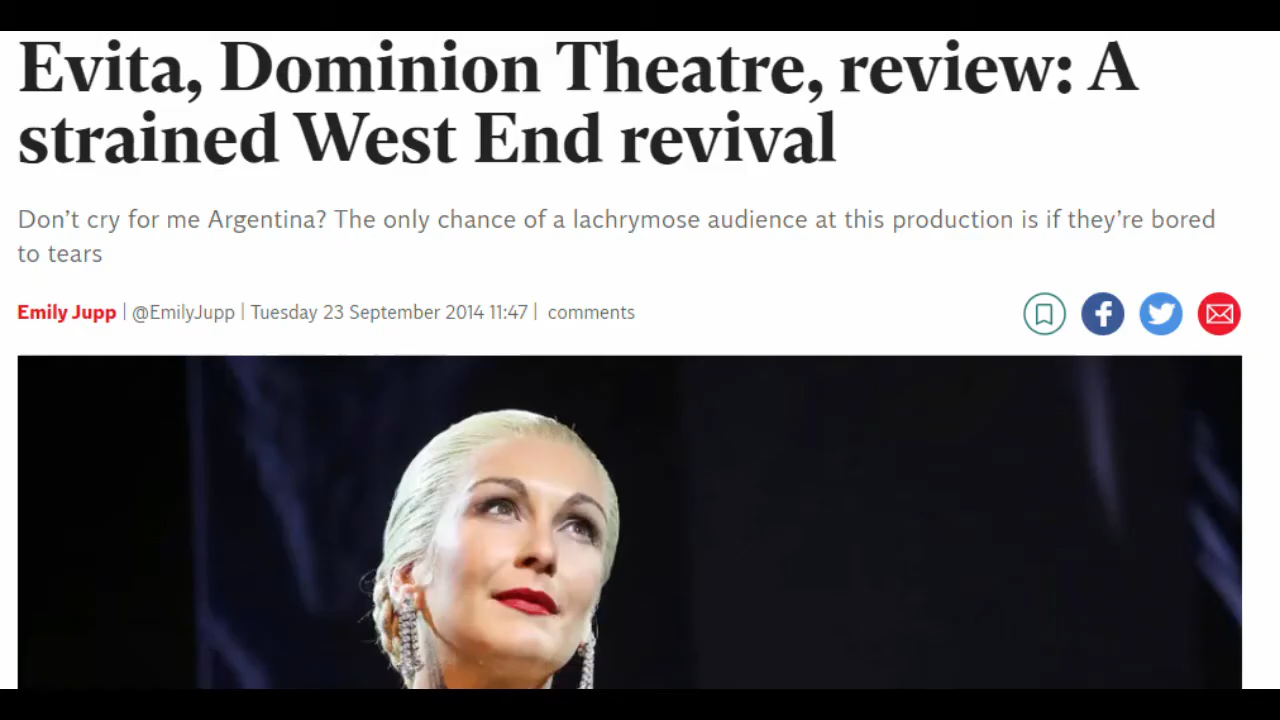 Evita, Dominion Theatre, review: A
strained West End revival
Don’t cry for me Argentina? The only chance of a lachrymose audience at this production is if they’re bored
to tears
Emily Jupp | @EmilyJupp | Tuesday 23 September 2014 11:47 | comments